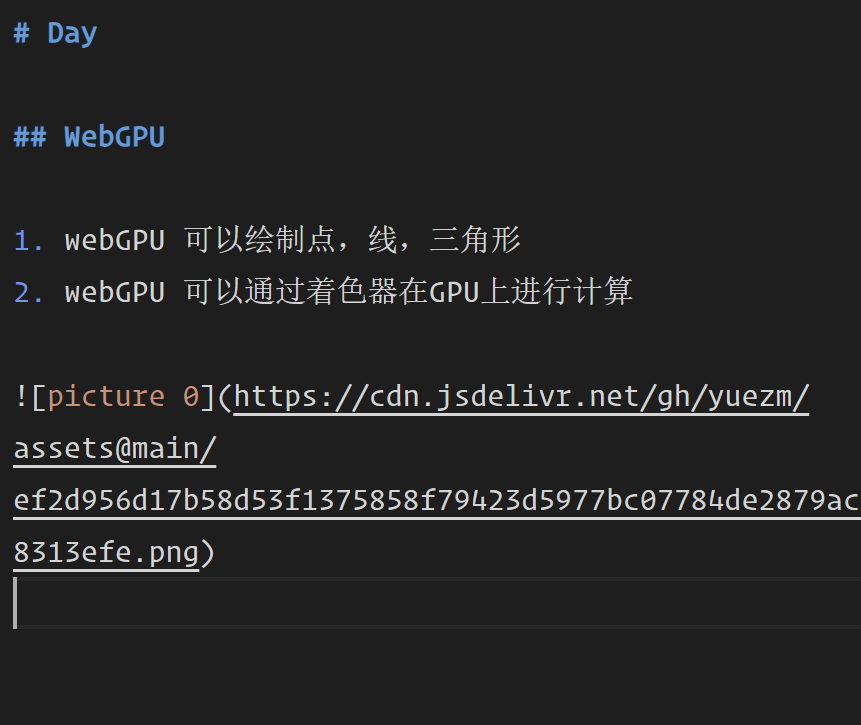 # Day
## WebGPU
1. webGPU 可以绘制点，线，三角形
2. webGPU 可以通过着色器在GPU上进行计算
![picture 0](https://cdn.jsdelivr.net/gh/yuezm/
assets@main/
ef2d956d17b58d53f1375858f79423d5977bc07784de2879ac
8313efe.png)